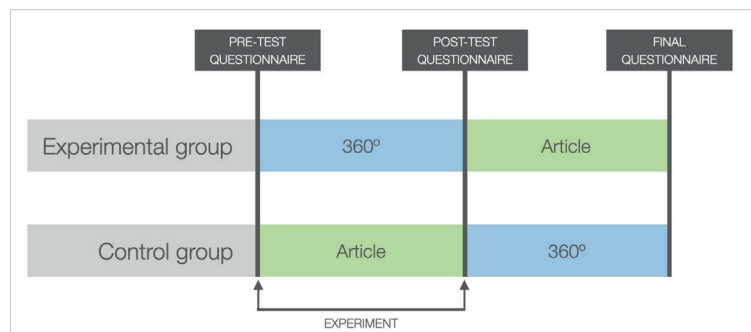 PRE-TEST
QUESTIONNAIRE
POST-TEST
QUESTIONNAIRE
FINAL
QUESTIONNAIRE
Experimental group
360º
Article
Control group
Article
360º
EXPERIMENT